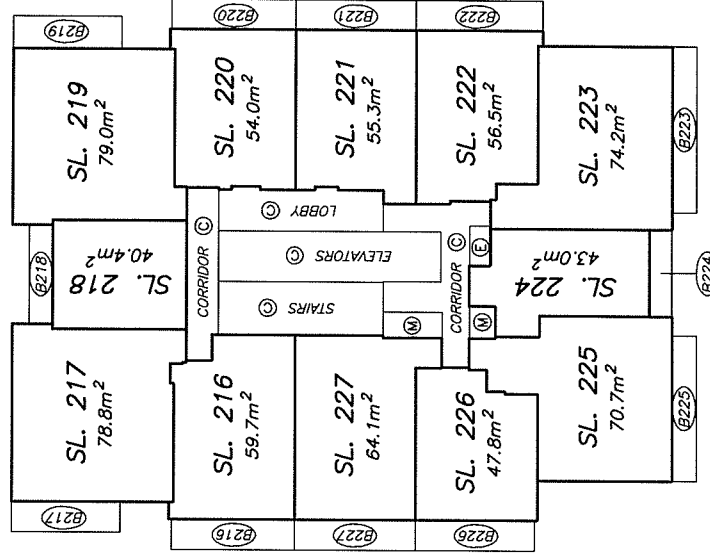 B219
B220
B221
B222
SL. 219
79.0m²
SL. 220
54.0m²
SL. 221
55.3m²
SL. 222
56.5m²
SL. 223
74.2m²
B223
B218
SL. 218
40.4m²
CORRIDOR C
LOBBY C
ELEVATORS C
STAIRS C
CORRIDOR C
E
M
M
SL. 224
43.0m²
B224
SL. 217
78.8m²
SL. 216
59.7m²
SL. 227
64.1m²
SL. 226
47.8m²
SL. 225
70.7m²
B225
B217
B216
B227
B226